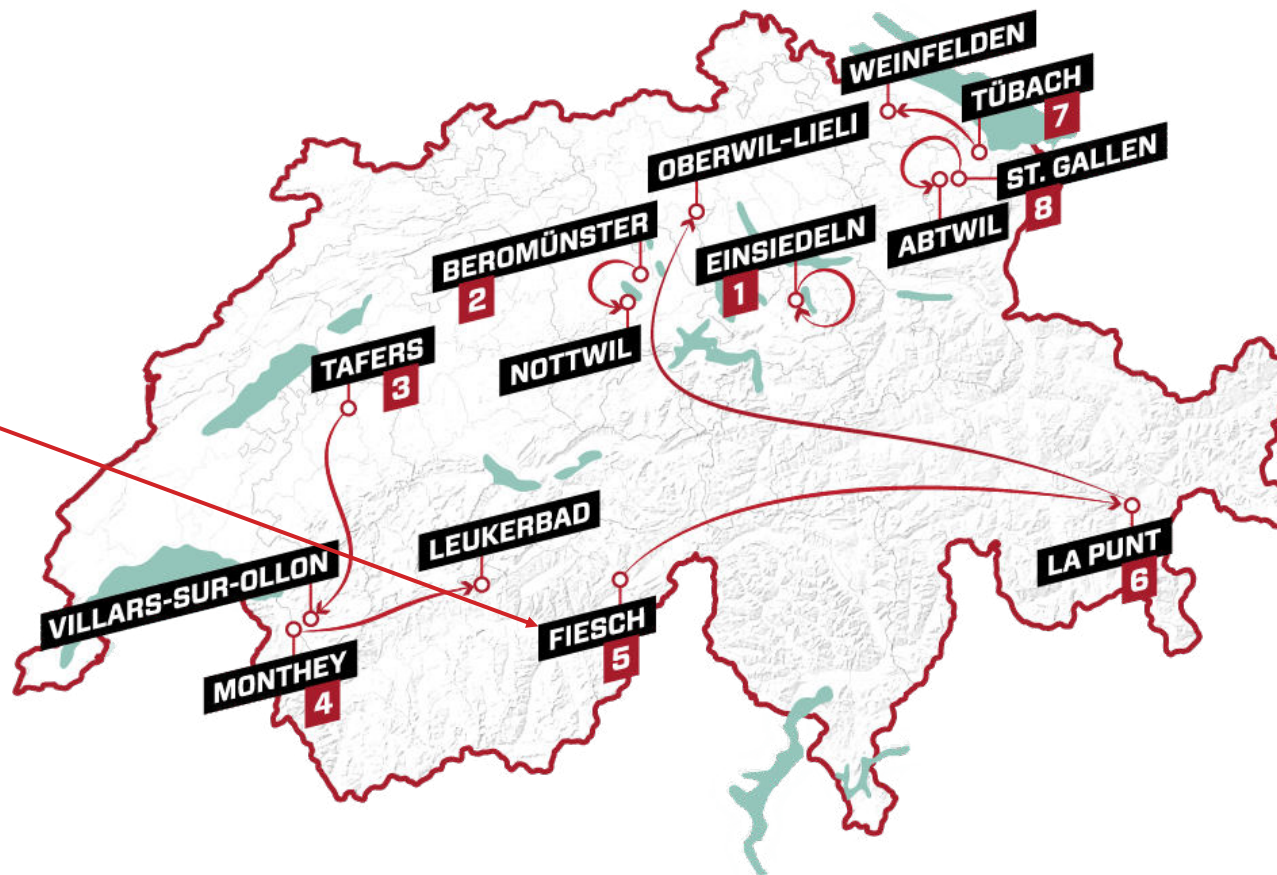 WEINFELDEN
TÜBACH
7
OBERWIL-LIELI
ST. GALLEN
8
ABTWIL
BEROMÜNSTER
2
EINSIEDELN
1
NOTTWIL
TAFERS
3
LEUKERBAD
VILLARS-SUR-OLLON
MONTHEY
4
FIESCH
5
LA PUNT
6